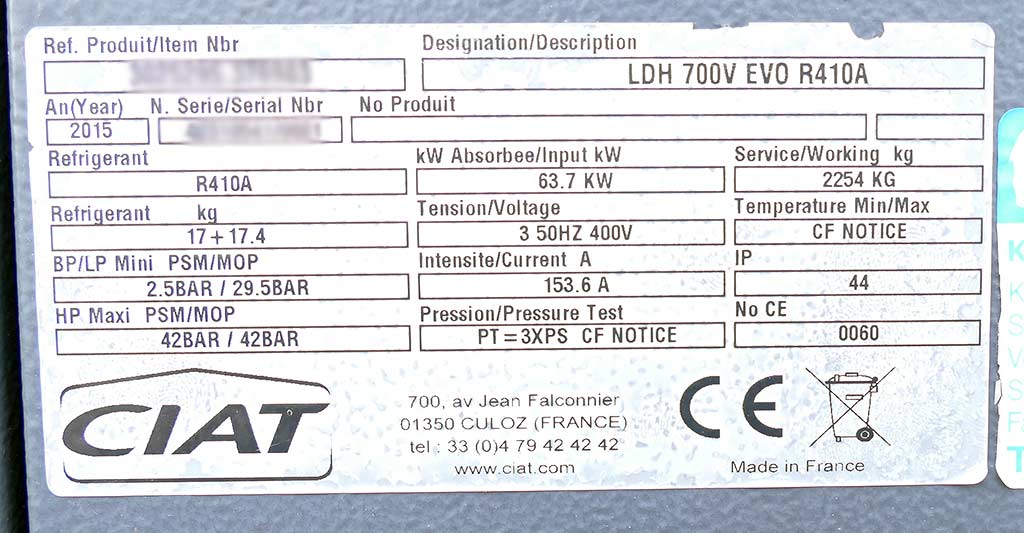 Ref. Produit/Item Nbr
Designation/Description
LDH 700V EVO R410A
An(Year) N. Serie/Serial Nbr No Produit
2015
Refrigerant
kW Absorbee/Input kW
Service/Working kg
R410A
63.7 KW
2254 KG
Refrigerant kg
Tension/Voltage
Temperature Min/Max
17+17.4
3 50HZ 400V
CF NOTICE
BP/LP Mini PSM/MOP
Intensite/Current A
IP
2.5BAR / 29.5BAR
153.6 A
44
HP Maxi PSM/MOP
Pression/Pressure Test
No CE
42BAR / 42BAR
PT=3XPS CF NOTICE
0060
CIAT
700, av Jean Falconnier
01350 CULOZ (FRANCE)
tel : 33 (0)4 79 42 42 42
www.ciat.com
CE
Made in France